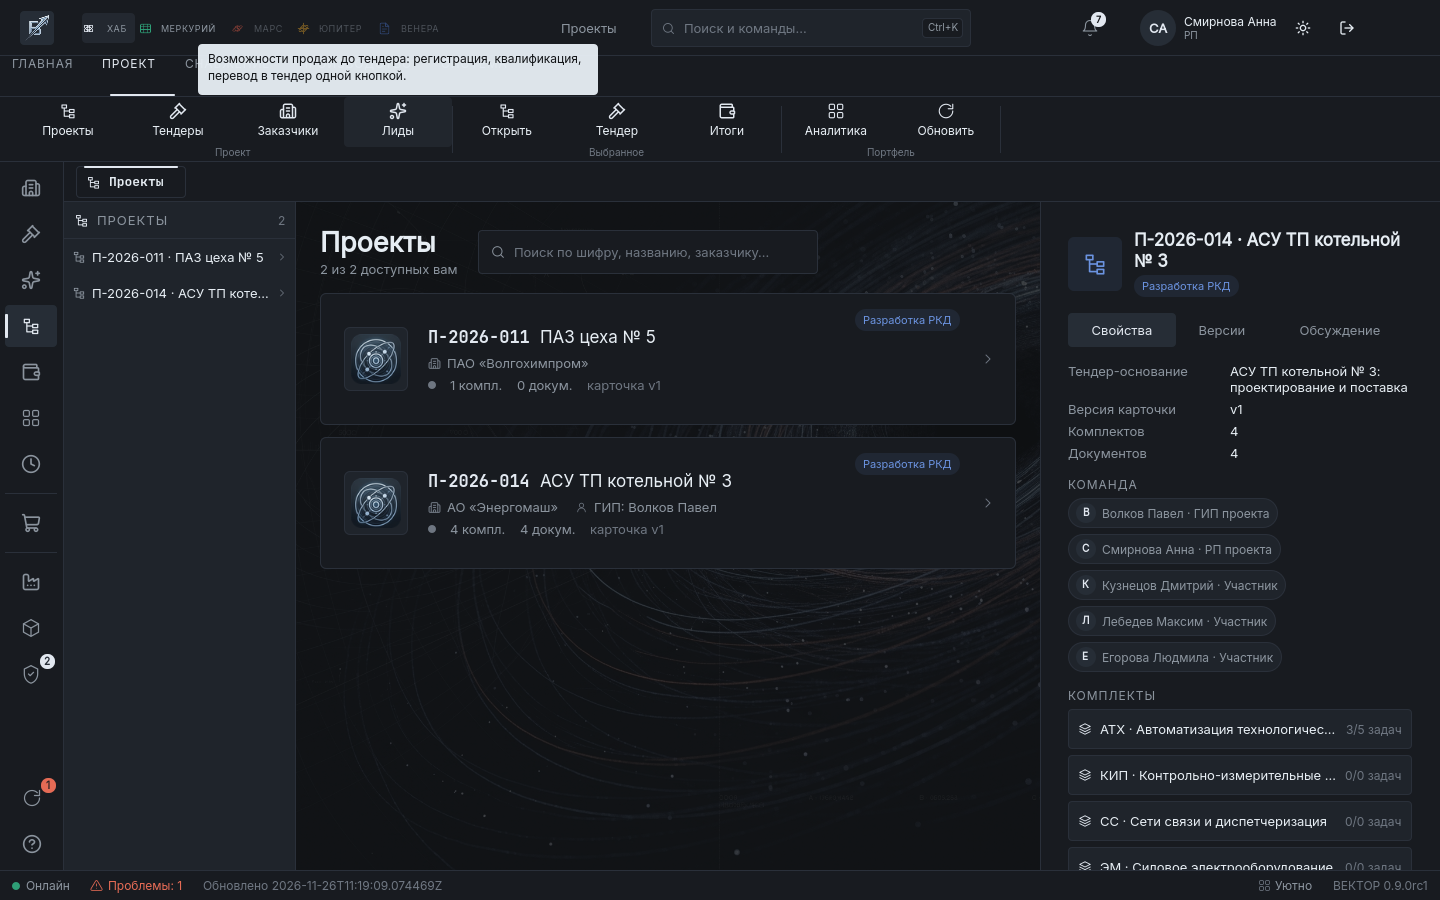 ХАБ
МЕРКУРИЙ
МАРС
ЮПИТЕР
ВЕНЕРА
Проекты
Поиск и команды...
Ctrl+K
7
СА
Смирнова Анна
РП
ГЛАВНАЯ
ПРОЕКТ
Возможности продаж до тендера: регистрация, квалификация,
перевод в тендер одной кнопкой.
Проекты
Тендеры
Заказчики
Лиды
Открыть
Тендер
Итоги
Аналитика
Обновить
Проект
Выбранное
Портфель
Проекты
ПРОЕКТЫ
2
П-2026-011 · ПАЗ цеха № 5
П-2026-014 · АСУ ТП коте...
Проекты
2 из 2 доступных вам
Поиск по шифру, названию, заказчику...
П-2026-011 ПАЗ цеха № 5
Разработка РКД
ПАО «Волгохимпром»
1 компл. 0 докум. карточка v1
П-2026-014 АСУ ТП котельной № 3
Разработка РКД
АО «Энергомаш» ГИП: Волков Павел
4 компл. 4 докум. карточка v1
П-2026-014 · АСУ ТП котельной
№ 3
Разработка РКД
Свойства
Версии
Обсуждение
Тендер-основание
АСУ ТП котельной № 3:
проектирование и поставка
Версия карточки
v1
Комплектов
4
Документов
4
КОМАНДА
В Волков Павел · ГИП проекта
С Смирнова Анна · РП проекта
К Кузнецов Дмитрий · Участник
Л Лебедев Максим · Участник
Е Егорова Людмила · Участник
КОМПЛЕКТЫ
АТХ · Автоматизация технологичес... 3/5 задач
КИП · Контрольно-измерительные ... 0/0 задач
СС · Сети связи и диспетчеризация 0/0 задач
ЭМ · Силовое электрооборудование 0/0 задач
2
1
Онлайн
Проблемы: 1
Обновлено 2026-11-26T11:19:09.074469Z
Уютно
ВЕКТОР 0.9.0rc1